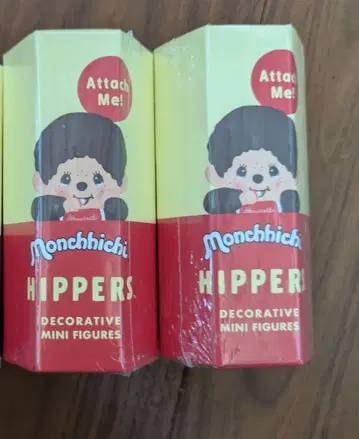 Attach
Me!
Monchhichi
HIPPERS
DECORATIVE
MINI FIGURES
Attach
Me!
Monchhichi
HIPPERS
DECORATIVE
MINI FIGURES